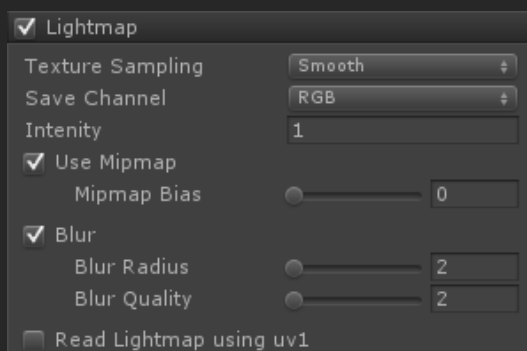 Lightmap
Texture Sampling Smooth
Save Channel RGB
Intenity 1
Use Mipmap
Mipmap Bias 0
Blur
Blur Radius 2
Blur Quality 2
Read Lightmap using uv1